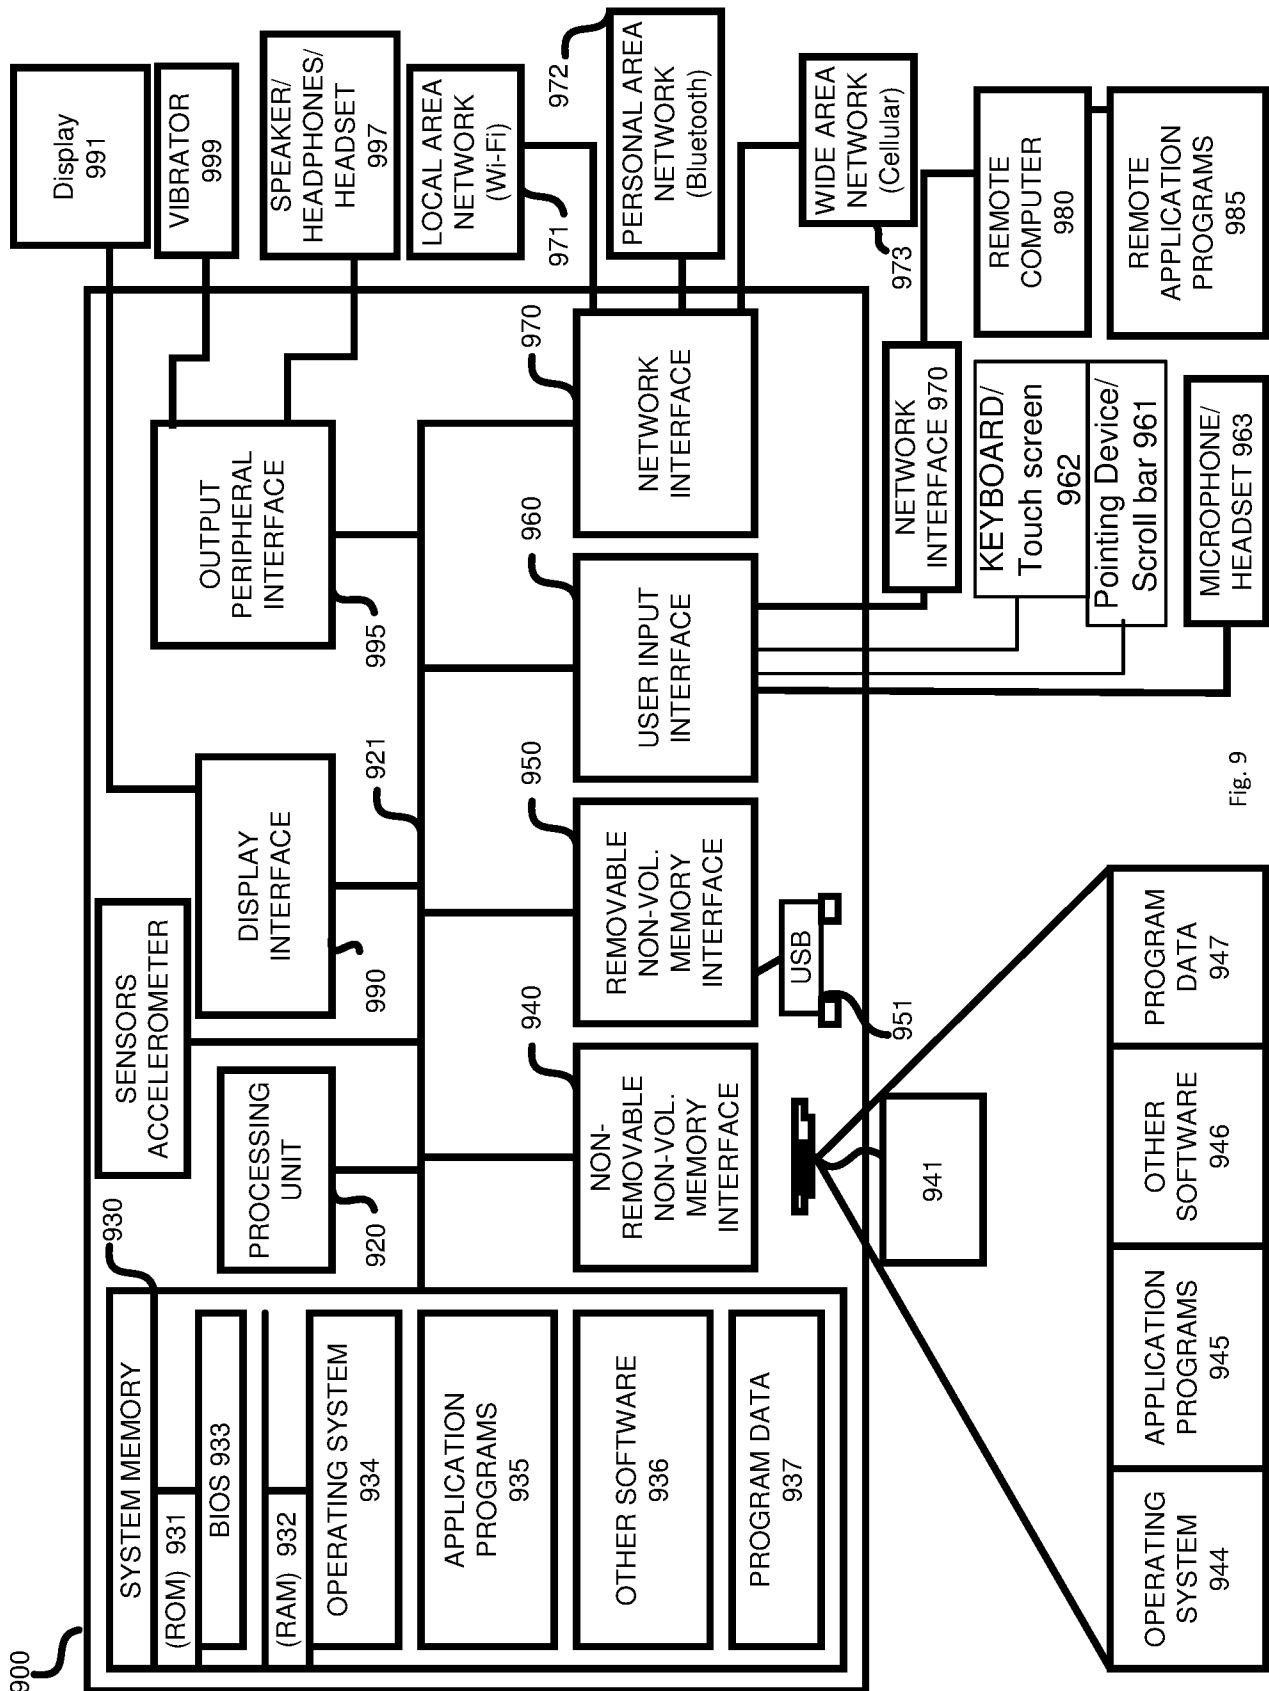 900
SYSTEM MEMORY
930
(ROM) 931
BIOS 933
(RAM) 932
OPERATING SYSTEM
934
APPLICATION
PROGRAMS
935
OTHER SOFTWARE
936
PROGRAM DATA
937
PROCESSING
UNIT
920
SENSORS
ACCELEROMETER
DISPLAY
INTERFACE
990
921
OUTPUT
PERIPHERAL
INTERFACE
995
Display
991
VIBRATOR
999
SPEAKER/
HEADPHONES/
HEADSET
997
LOCAL AREA
NETWORK
(Wi-Fi)
971
PERSONAL AREA
NETWORK
(Bluetooth)
972
WIDE AREA
NETWORK
(Cellular)
973
NON-
REMOVABLE
NON-VOL.
MEMORY
INTERFACE
940
REMOVABLE
NON-VOL.
MEMORY
INTERFACE
950
USER INPUT
INTERFACE
960
NETWORK
INTERFACE
970
USB
951
941
NETWORK
INTERFACE 970
REMOTE
COMPUTER
980
REMOTE
APPLICATION
PROGRAMS
985
KEYBOARD/
Touch screen
962
Pointing Device/
Scroll bar 961
MICROPHONE/
HEADSET 963
OPERATING
SYSTEM
944
APPLICATION
PROGRAMS
945
OTHER
SOFTWARE
946
PROGRAM
DATA
947
Fig. 9